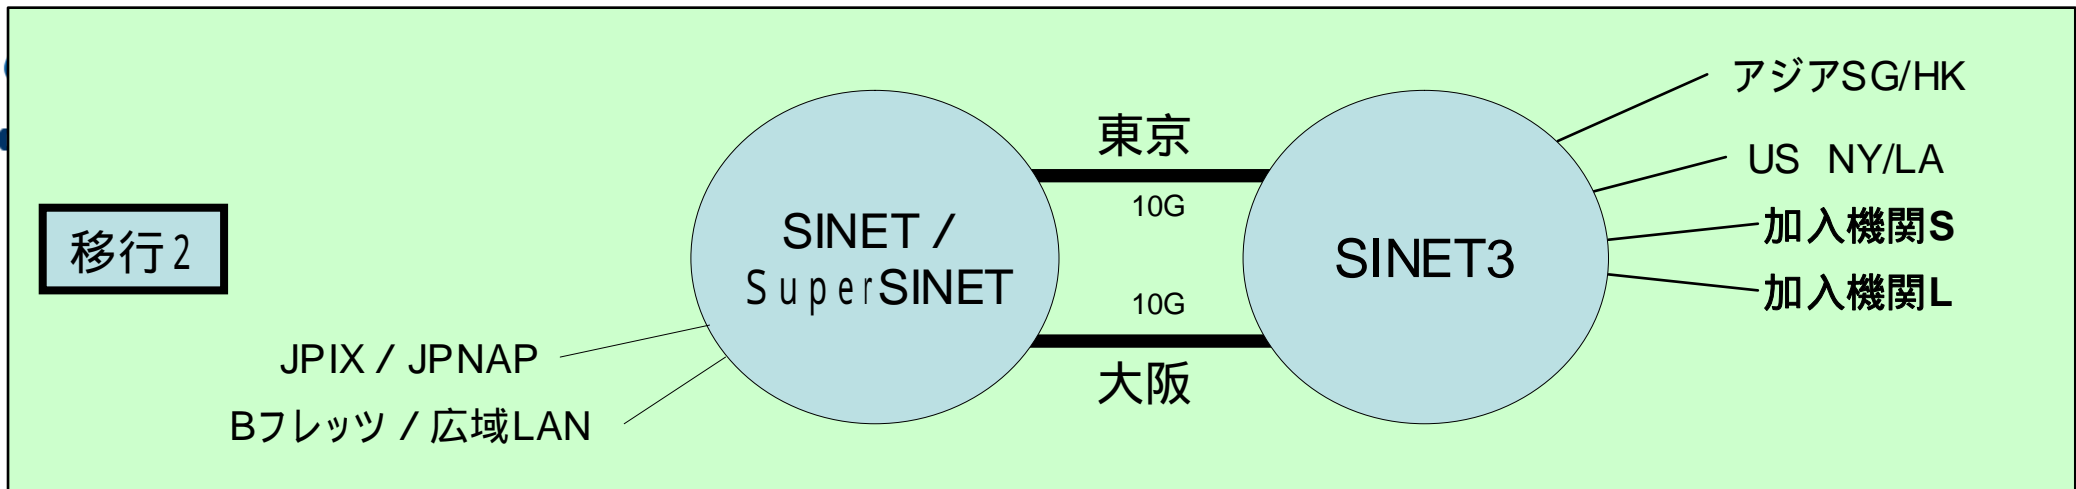 移行2
SINET /
SuperSINET
JPIX / JPNAP
Bフレッツ / 広域LAN
東京
10G
10G
大阪
SINET3
アジアSG/HK
US NY/LA
加入機関S
加入機関L